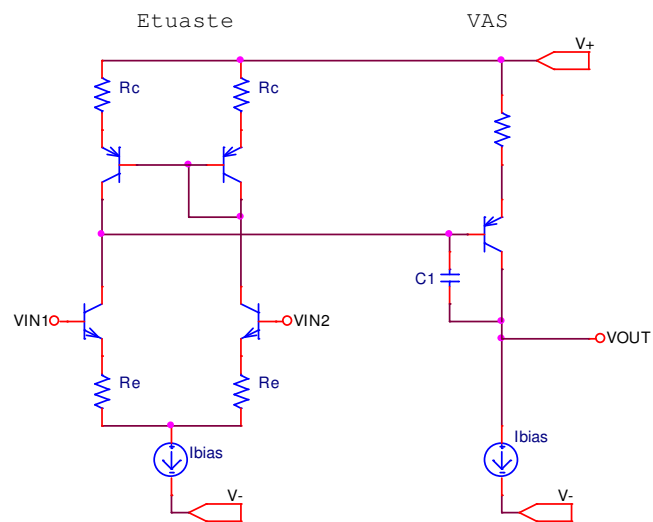 Etuaste VAS
V+
Rc Rc
C1
VIN1 VIN2
VOUT
Re Re
Ibias Ibias
V- V-